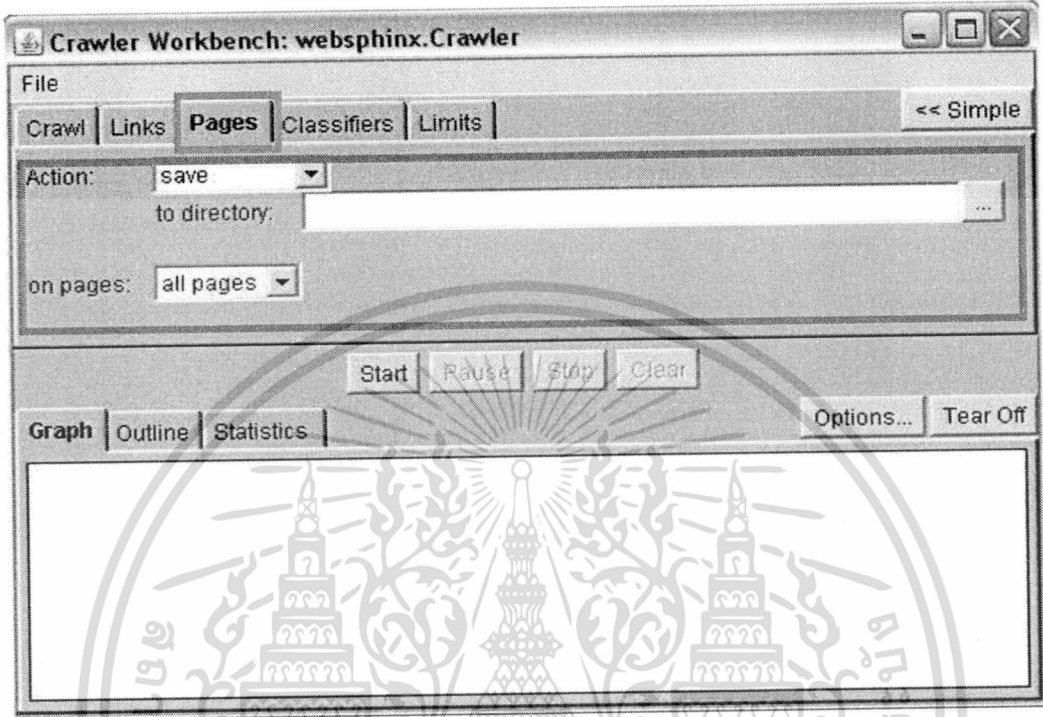 Crawler Workbench: websphinx.Crawler
File
Crawl Links Pages Classifiers Limits << Simple
Action: save
to directory: ...
on pages: all pages
Start Pause Stop Clear
Graph Outline Statistics Options... Tear Off